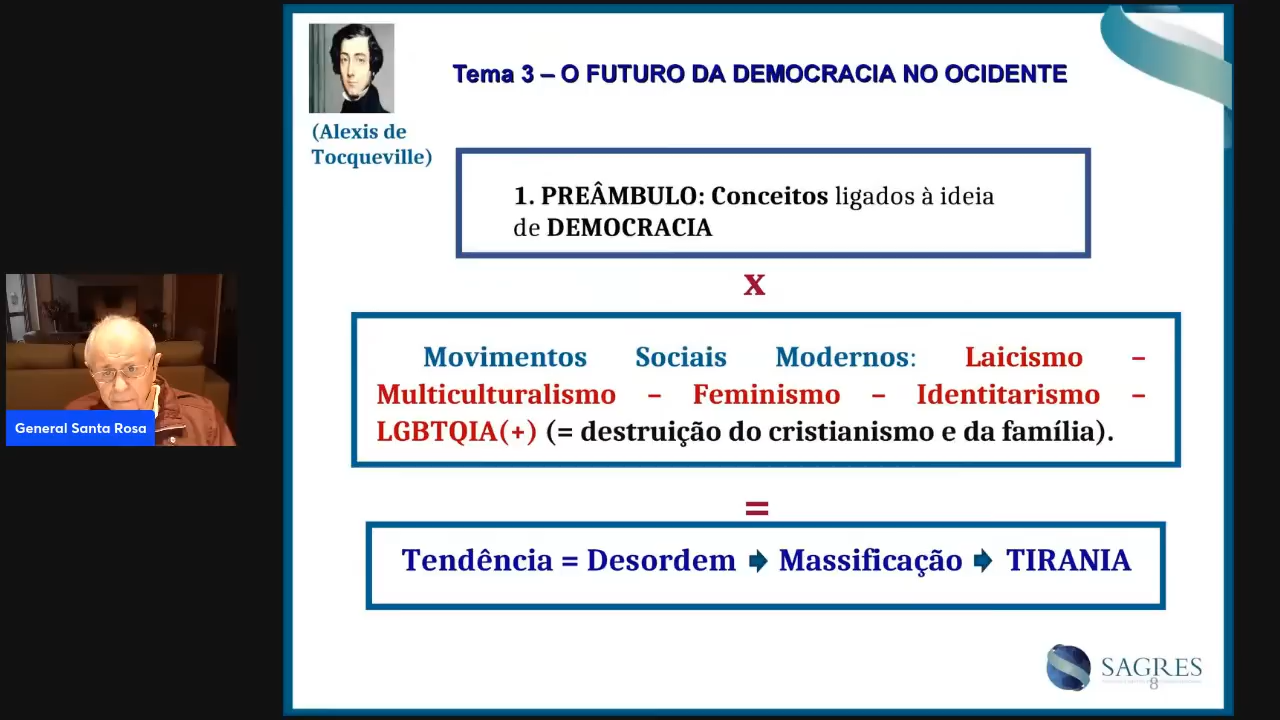 Tema 3 – O FUTURO DA DEMOCRACIA NO OCIDENTE
(Alexis de
Tocqueville)
1. PREÂMBULO: Conceitos ligados à ideia
de DEMOCRACIA
x
Movimentos Sociais Modernos: Laicismo –
Multiculturalismo – Feminismo – Identitarismo –
LGBTQIA(+) (= destruição do cristianismo e da família).
=
Tendência = Desordem ➔ Massificação ➔ TIRANIA
General Santa Rosa
SAGRES
8